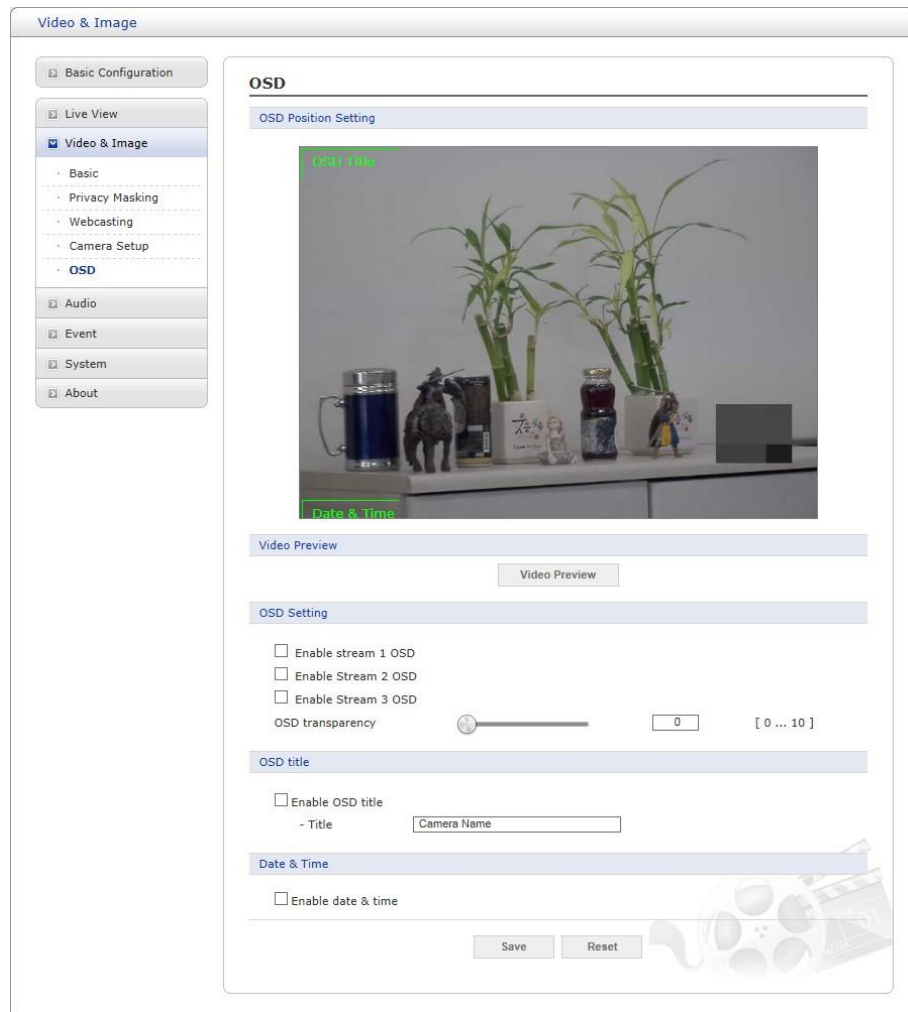 Video & Image
Basic Configuration
Live View
Video & Image
Basic
Privacy Masking
Webcasting
Camera Setup
OSD
Audio
Event
System
About
OSD
OSD Position Setting
OSD Title
Date & Time
Video Preview
Video Preview
OSD Setting
Enable stream 1 OSD
Enable Stream 2 OSD
Enable Stream 3 OSD
OSD transparency 0 [ 0 ... 10 ]
OSD title
Enable OSD title
- Title Camera Name
Date & Time
Enable date & time
Save Reset
01